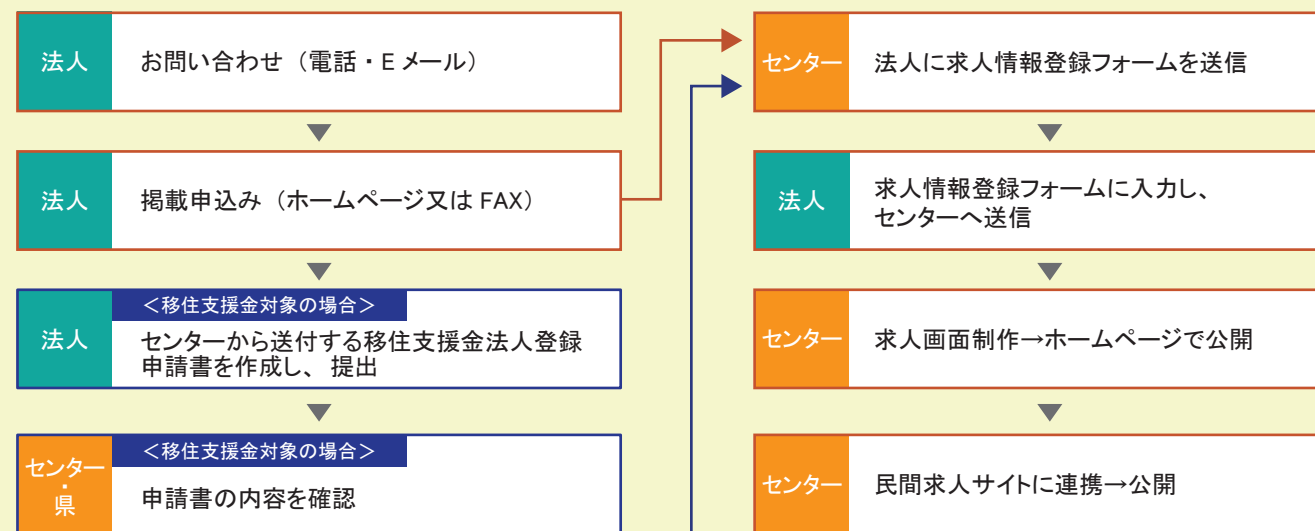 法人
お問い合わせ（電話・Eメール）
法人
掲載申込み（ホームページ又は FAX）
法人
＜移住支援金対象の場合＞
センターから送付する移住支援金法人登録
申請書を作成し、提出
センター
・
県
＜移住支援金対象の場合＞
申請書の内容を確認
センター
法人に求人情報登録フォームを送信
法人
求人情報登録フォームに入力し、
センターへ送信
センター
求人画面制作→ホームページで公開
センター
民間求人サイトに連携→公開